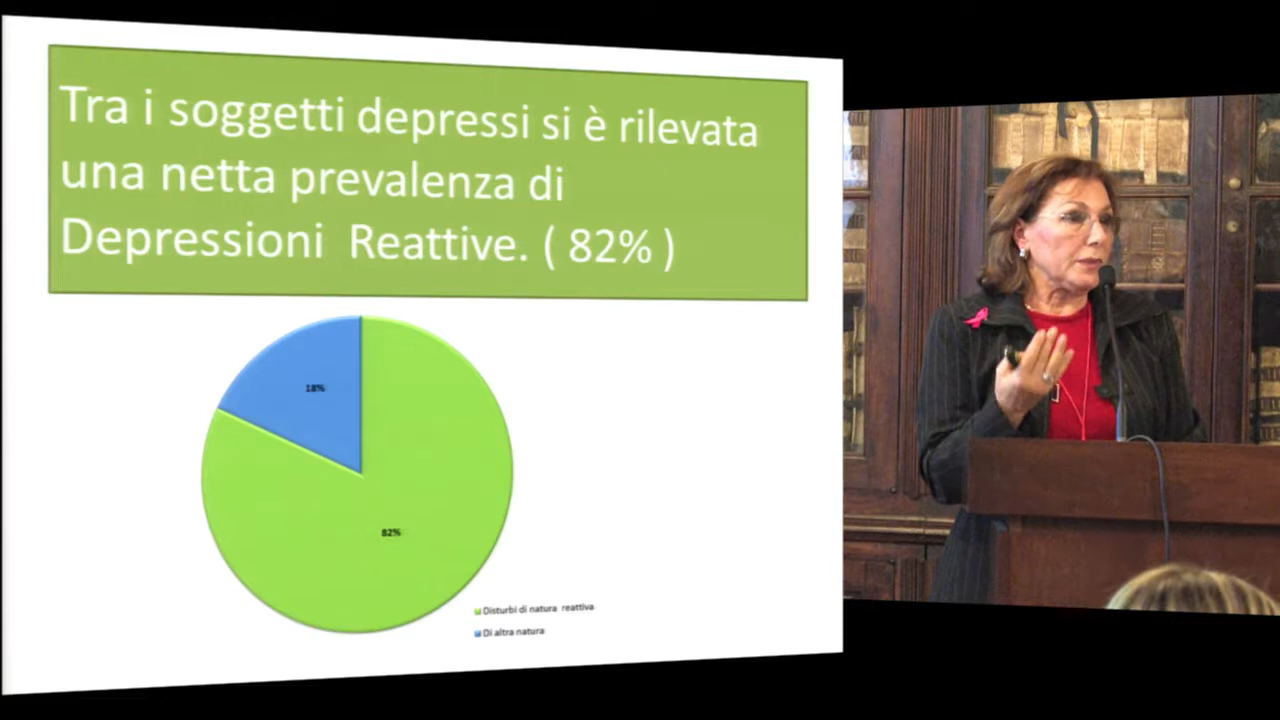 Tra i soggetti depressi si è rilevata
una netta prevalenza di
Depressioni Reattive. ( 82% )
18%
82%
Disturbi di natura reattiva
Di altra natura